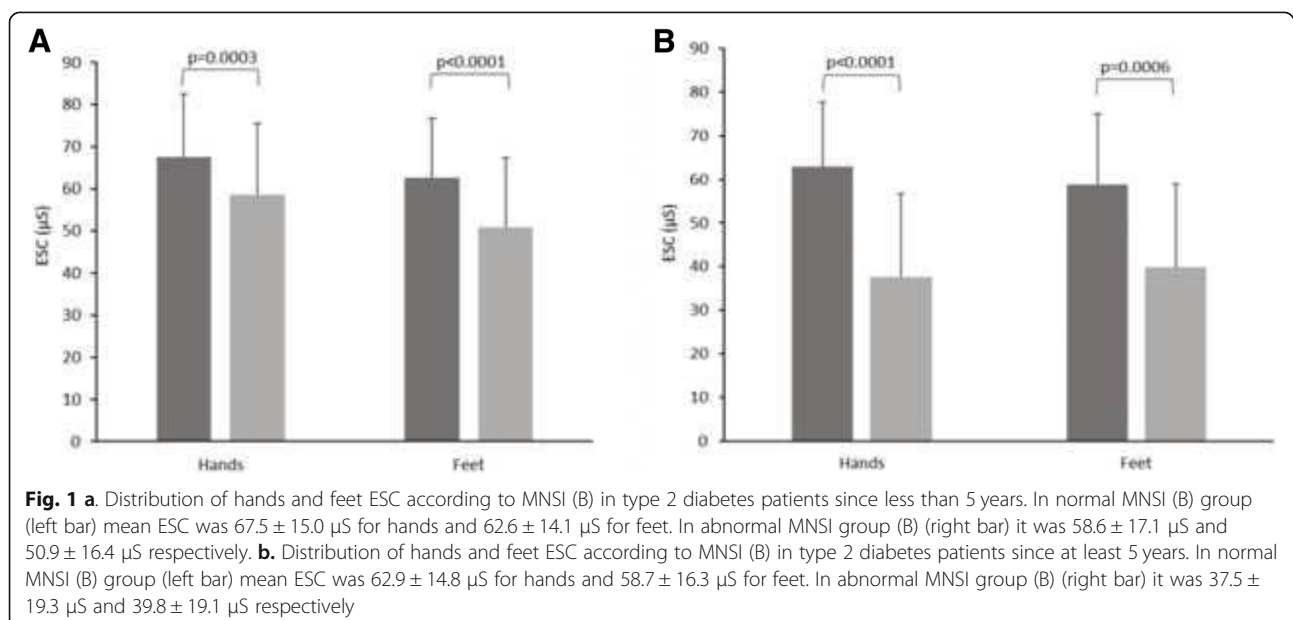 A
B
90
80
70
60
50
40
30
20
10
0
ESC (µS)
p=0.0003
p<0.0001
Hands
Feet
90
80
70
60
50
40
30
20
10
0
ESC (µS)
p<0.0001
p=0.0006
Hands
Feet
Fig. 1 a. Distribution of hands and feet ESC according to MNSI (B) in type 2 diabetes patients since less than 5 years. In normal MNSI (B) group
(left bar) mean ESC was 67.5 ± 15.0 µS for hands and 62.6 ± 14.1 µS for feet. In abnormal MNSI group (B) (right bar) it was 58.6 ± 17.1 µS and
50.9 ± 16.4 µS respectively. b. Distribution of hands and feet ESC according to MNSI (B) in type 2 diabetes patients since at least 5 years. In normal
MNSI (B) group (left bar) mean ESC was 62.9 ± 14.8 µS for hands and 58.7 ± 16.3 µS for feet. In abnormal MNSI group (B) (right bar) it was 37.5 ±
19.3 µS and 39.8 ± 19.1 µS respectively